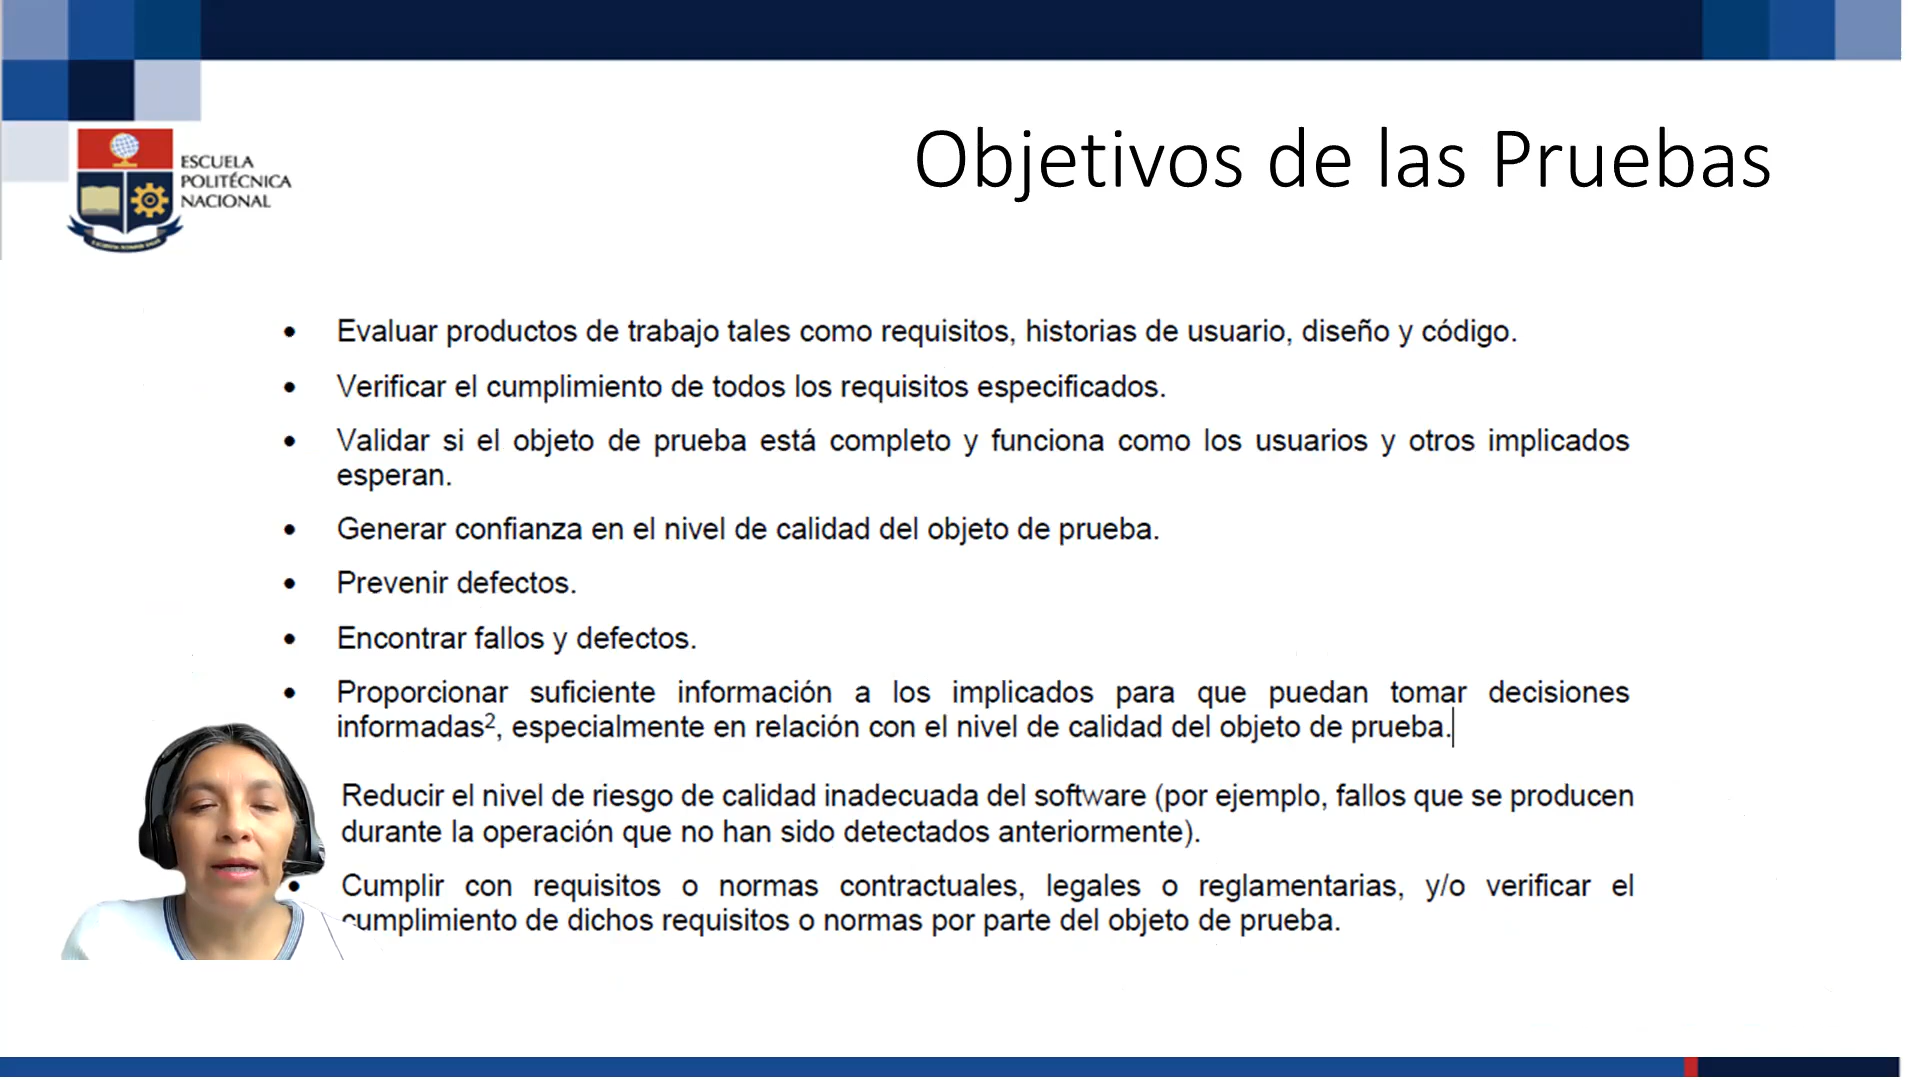 ESCUELA
POLITÉCNICA
NACIONAL
Objetivos de las Pruebas
• Evaluar productos de trabajo tales como requisitos, historias de usuario, diseño y código.
• Verificar el cumplimiento de todos los requisitos especificados.
• Validar si el objeto de prueba está completo y funciona como los usuarios y otros implicados
esperan.
• Generar confianza en el nivel de calidad del objeto de prueba.
• Prevenir defectos.
• Encontrar fallos y defectos.
• Proporcionar suficiente información a los implicados para que puedan tomar decisiones
informadas², especialmente en relación con el nivel de calidad del objeto de prueba.
Reducir el nivel de riesgo de calidad inadecuada del software (por ejemplo, fallos que se producen
durante la operación que no han sido detectados anteriormente).
• Cumplir con requisitos o normas contractuales, legales o reglamentarias, y/o verificar el
cumplimiento de dichos requisitos o normas por parte del objeto de prueba.